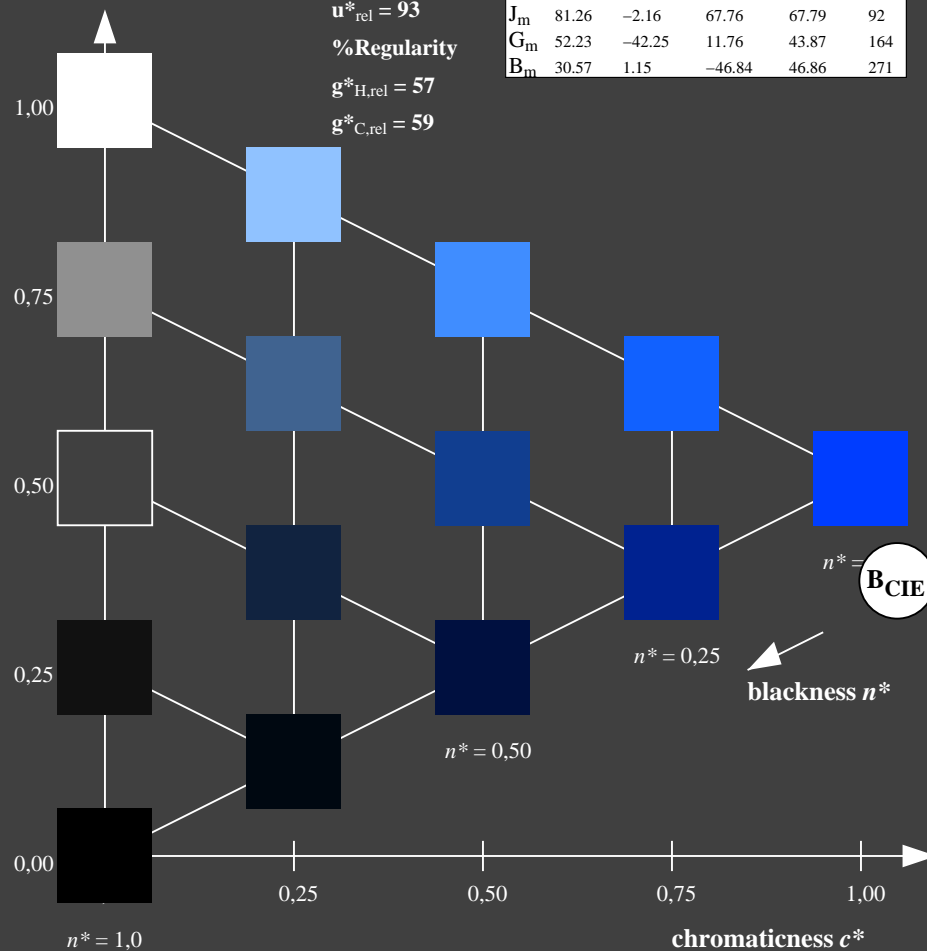 u*rel = 93
%Regularity
g*H,rel = 57
g*C,rel = 59
Jm 81.26 −2.16 67.76 67.79 92
Gm 52.23 −42.25 11.76 43.87 164
Bm 30.57 1.15 −46.84 46.86 271
1,00
0,75
0,50
0,25
0,00
n* =
BCIE
n* = 0,25
blackness n*
n* = 0,50
0,25 0,50 0,75 1,00
n* = 1,0
chromaticness c*